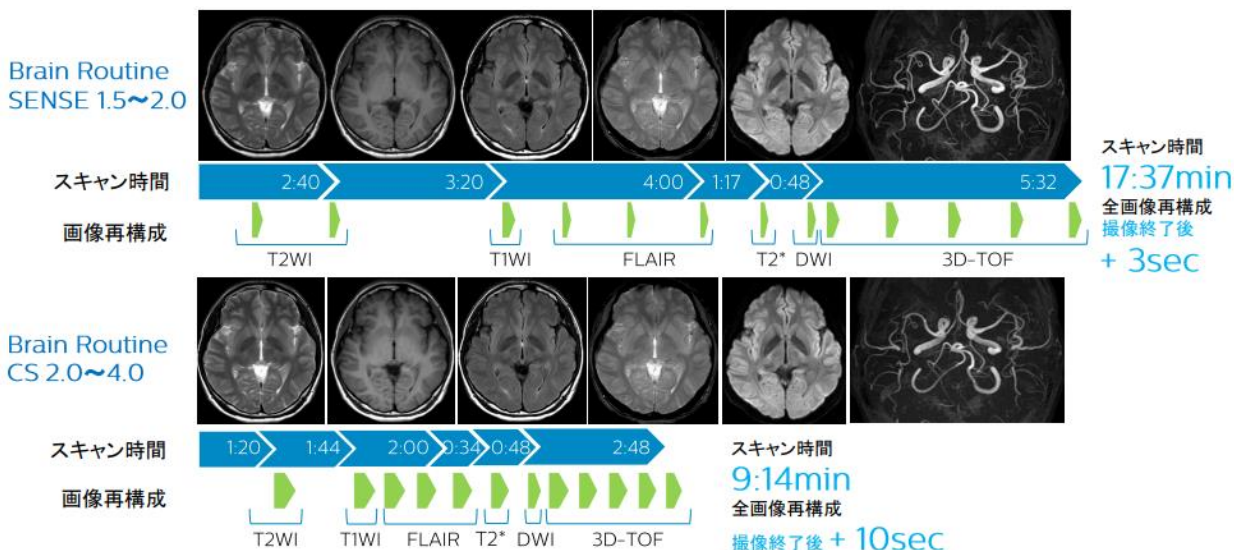 Brain Routine
SENSE 1.5～2.0
スキャン時間
2:40
3:20
4:00
1:17
0:48
5:32
スキャン時間
17:37min
全画像再構成
撮像終了後
+ 3sec
画像再構成
T2WI
T1WI
FLAIR
T2*
DWI
3D-TOF
Brain Routine
CS 2.0～4.0
スキャン時間
1:20
1:44
2:00
0:34
0:48
2:48
スキャン時間
9:14min
全画像再構成
撮像終了後 + 10sec
画像再構成
T2WI
T1WI
FLAIR
T2*
DWI
3D-TOF